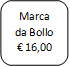 Marca
da Bollo
€ 16,00